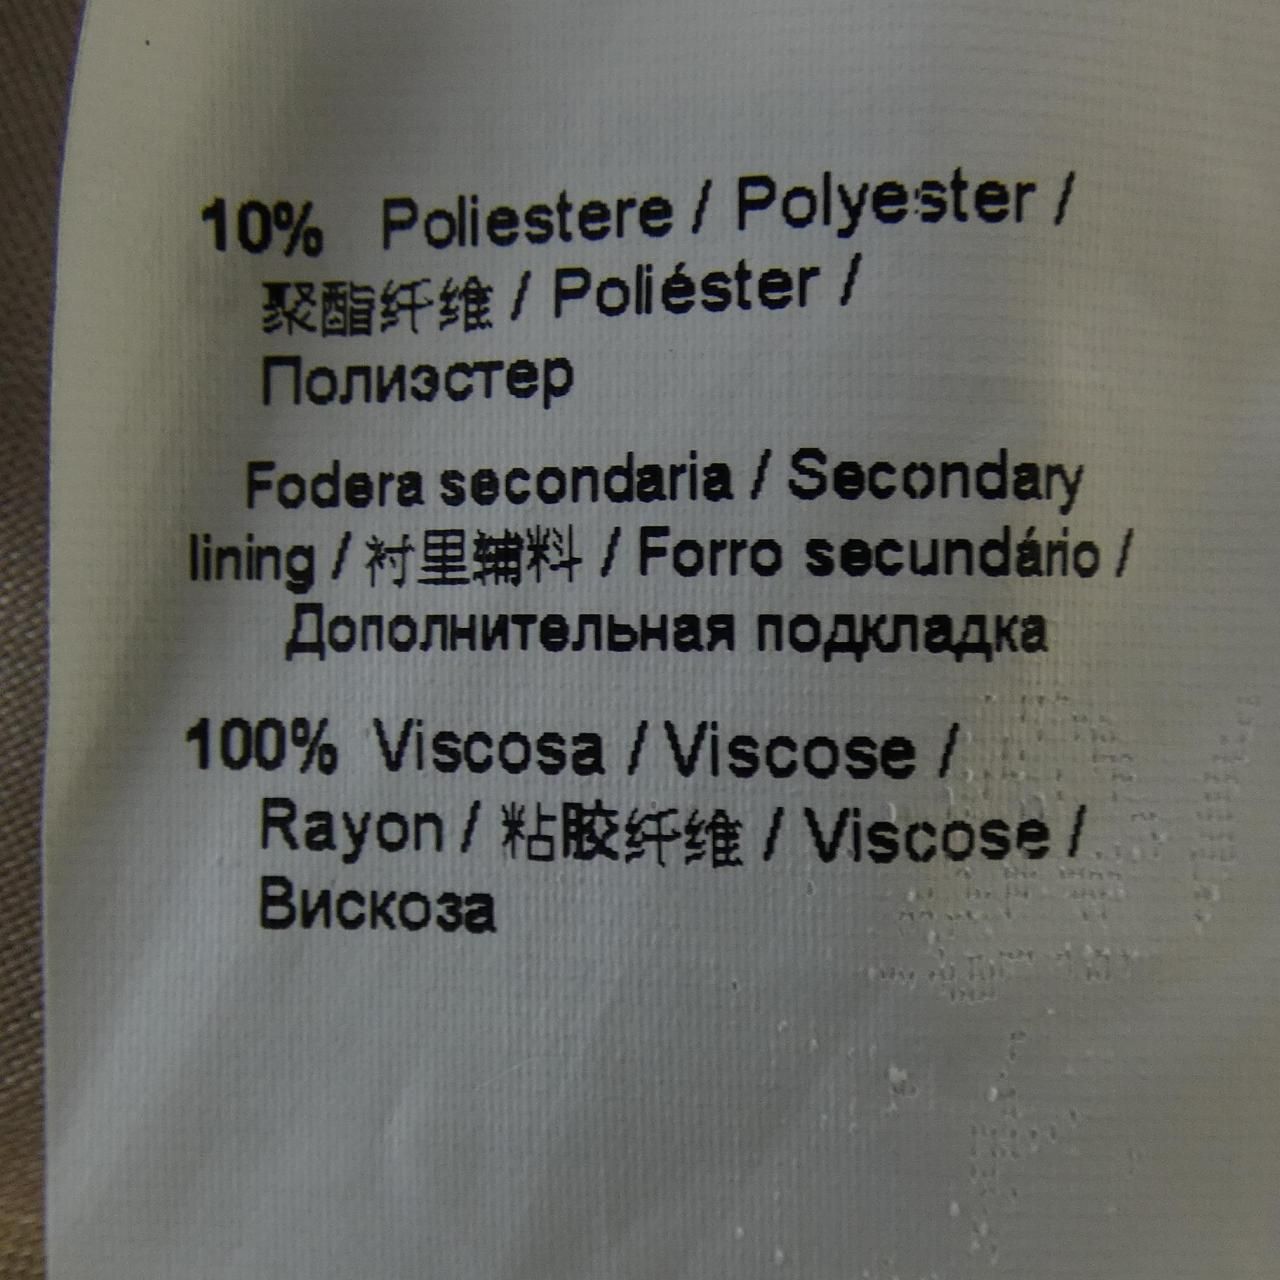 10% Poliestere / Polyester /
聚酯纤维 / Poliéster /
Полиэстер
Fodera secondaria / Secondary
lining / 衬里辅料 / Forro secundário /
Дополнительная подкладка
100% Viscosa / Viscose /
Rayon / 粘胶纤维 / Viscose /
Вискоза